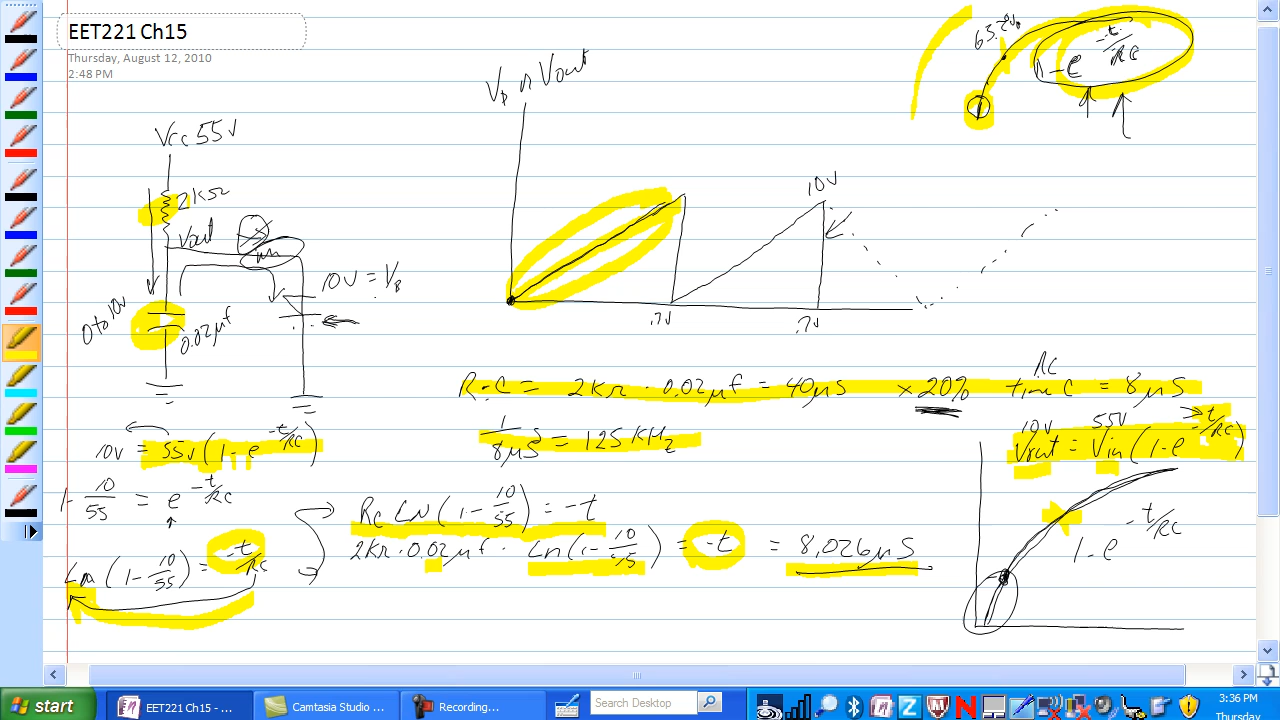 EET221 Ch15
Thursday, August 12, 2010
2:48 PM
63.2%
1-e^-t/RC
Vout
Vcc 55V
2kΩ
Vout
10V = VB
0 to 10V
0.02µf
10V
.7V
.7V
RC
R·C = 2kΩ · 0.02µf = 40µs × 20% time C = 8µs
1/8µs = 125 KHz
10V 55V
Vout = Vin (1-e^-t/RC)
10V = 55V (1-e^-t/RC)
1-10/55 = e^-t/RC
RC LN (1-10/55) = -t
1-e^-t/RC
2kΩ·0.02µf · Ln(1-10/55) = -t = 8.026µs
Ln (1-10/55) = -t/RC
start
EET221 Ch15 - ...
Camtasia Studio ...
Recording...
Search Desktop
3:36 PM
Thursday